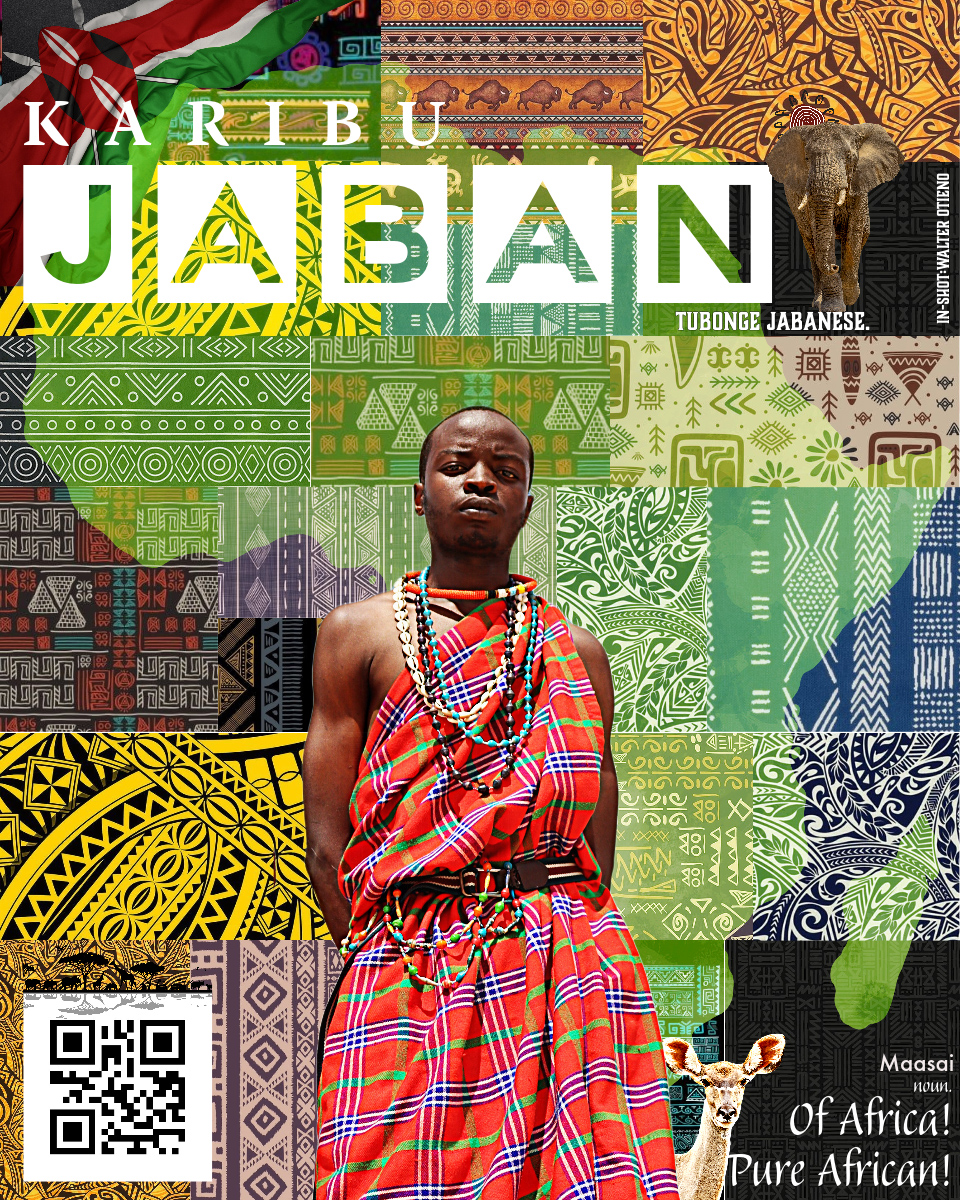 KARIBU
JABAN
IN-SHOT: WALTER OTIENO
TUBONGE JABANESE.
Maasai
noun.
Of Africa!
Pure African!